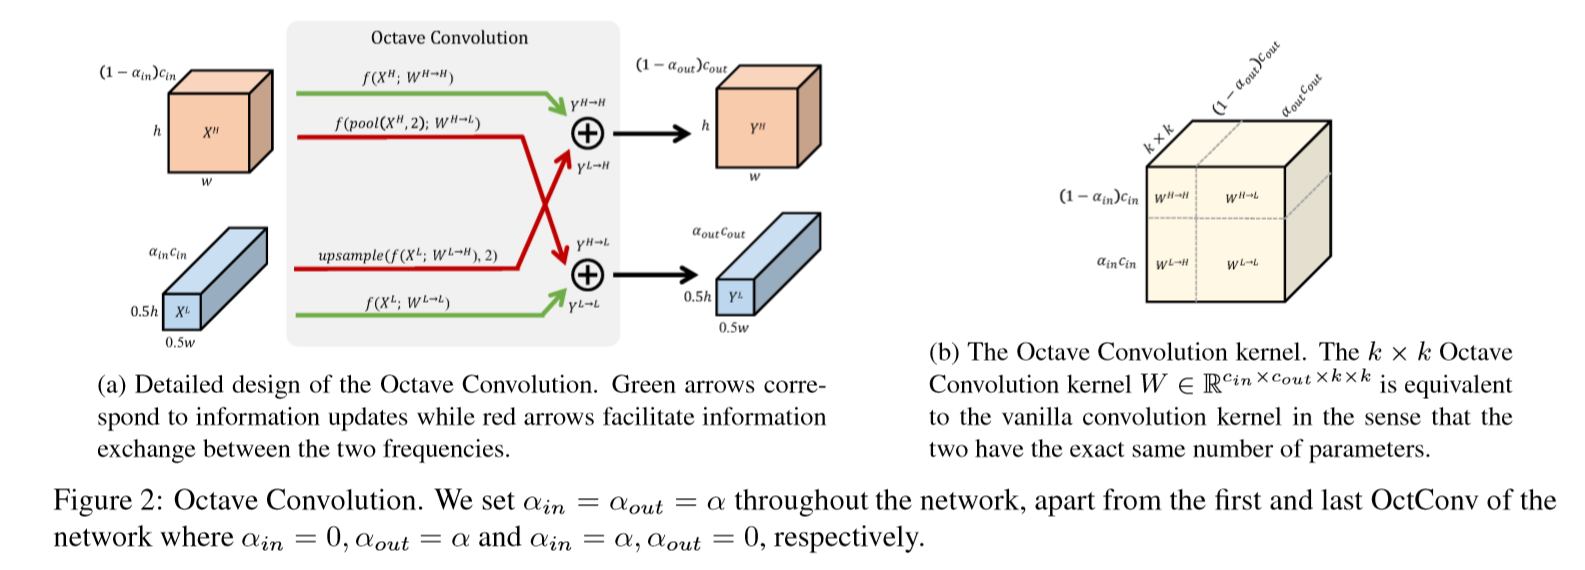 Octave Convolution
(1 − α_in)c_in
h
X^H
w
f(X^H; W^{H→H})
f(pool(X^H, 2); W^{H→L})
Y^{H→H}
Y^{L→H}
(1 − α_out)c_out
h
Y^H
w
α_in c_in
0.5h
X^L
0.5w
upsample(f(X^L; W^{L→H}), 2)
f(X^L; W^{L→L})
Y^{H→L}
Y^{L→L}
α_out c_out
0.5h
Y^L
0.5w
(a) Detailed design of the Octave Convolution. Green arrows corre-
spond to information updates while red arrows facilitate information
exchange between the two frequencies.
k × k
(1 − α_out)c_out
α_out c_out
(1 − α_in)c_in
W^{H→H}
W^{H→L}
α_in c_in
W^{L→H}
W^{L→L}
(b) The Octave Convolution kernel. The k × k Octave
Convolution kernel W ∈ ℝ^{c_in × c_out × k × k} is equivalent
to the vanilla convolution kernel in the sense that the
two have the exact same number of parameters.
Figure 2: Octave Convolution. We set α_in = α_out = α throughout the network, apart from the first and last OctConv of the
network where α_in = 0, α_out = α and α_in = α, α_out = 0, respectively.